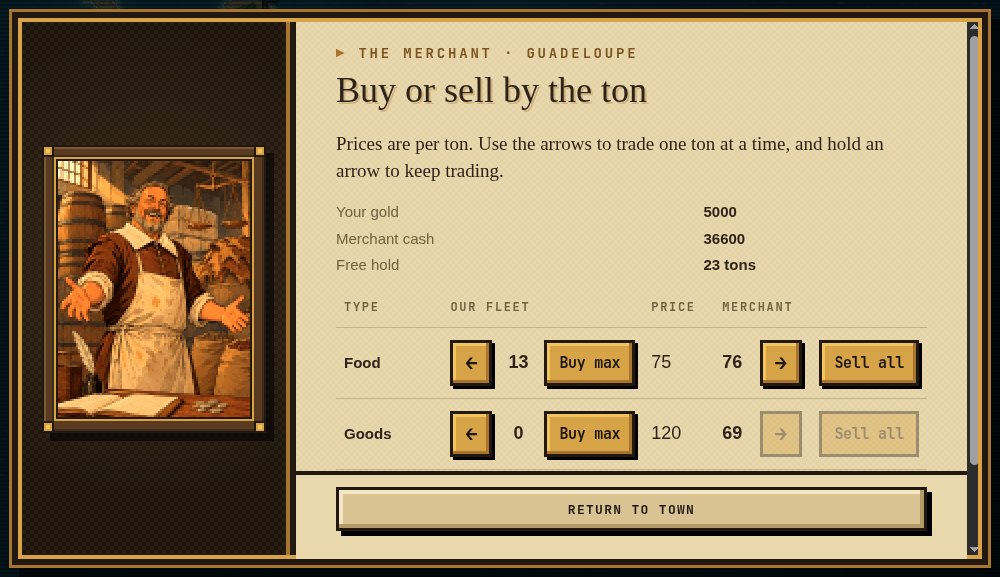 ▶ THE MERCHANT · GUADELOUPE
Buy or sell by the ton
Prices are per ton. Use the arrows to trade one ton at a time, and hold an
arrow to keep trading.
Your gold 5000
Merchant cash 36600
Free hold 23 tons
TYPE OUR FLEET PRICE MERCHANT
Food ← 13 Buy max 75 76 → Sell all
Goods ← 0 Buy max 120 69 → Sell all
RETURN TO TOWN